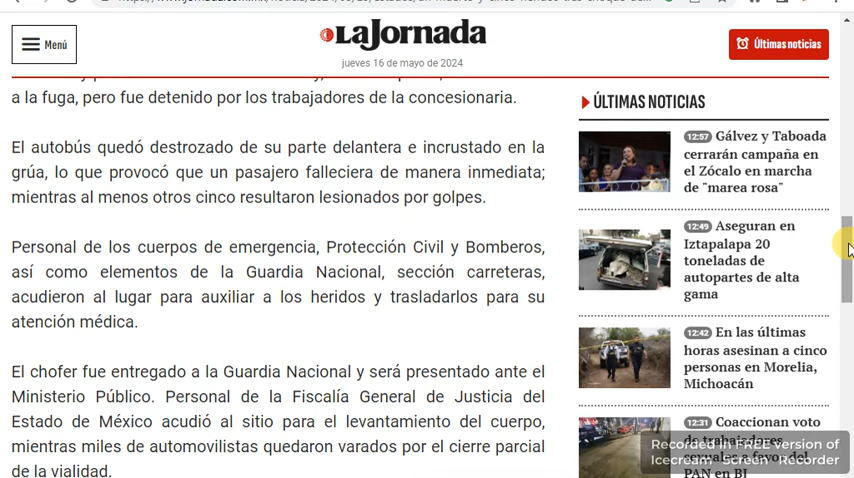 Menú
LaJornada
jueves 16 de mayo de 2024
Últimas noticias
a la fuga, pero fue detenido por los trabajadores de la concesionaria.
El autobús quedó destrozado de su parte delantera e incrustado en la
grúa, lo que provocó que un pasajero falleciera de manera inmediata;
mientras al menos otros cinco resultaron lesionados por golpes.
Personal de los cuerpos de emergencia, Protección Civil y Bomberos,
así como elementos de la Guardia Nacional, sección carreteras,
acudieron al lugar para auxiliar a los heridos y trasladarlos para su
atención médica.
El chofer fue entregado a la Guardia Nacional y será presentado ante el
Ministerio Público. Personal de la Fiscalía General de Justicia del
Estado de México acudió al sitio para el levantamiento del cuerpo,
mientras miles de automovilistas quedaron varados por el cierre parcial
de la vialidad.
ÚLTIMAS NOTICIAS
12:57 Gálvez y Taboada
cerrarán campaña en
el Zócalo en marcha
de "marea rosa"
12:49 Aseguran en
Iztapalapa 20
toneladas de
autopartes de alta
gama
12:42 En las últimas
horas asesinan a cinco
personas en Morelia,
Michoacán
12:31 Coaccionan voto
de trabajadores
sexuales a favor del
PAN en BJ
Recorded in FREE version of
Icecream Screen Recorder